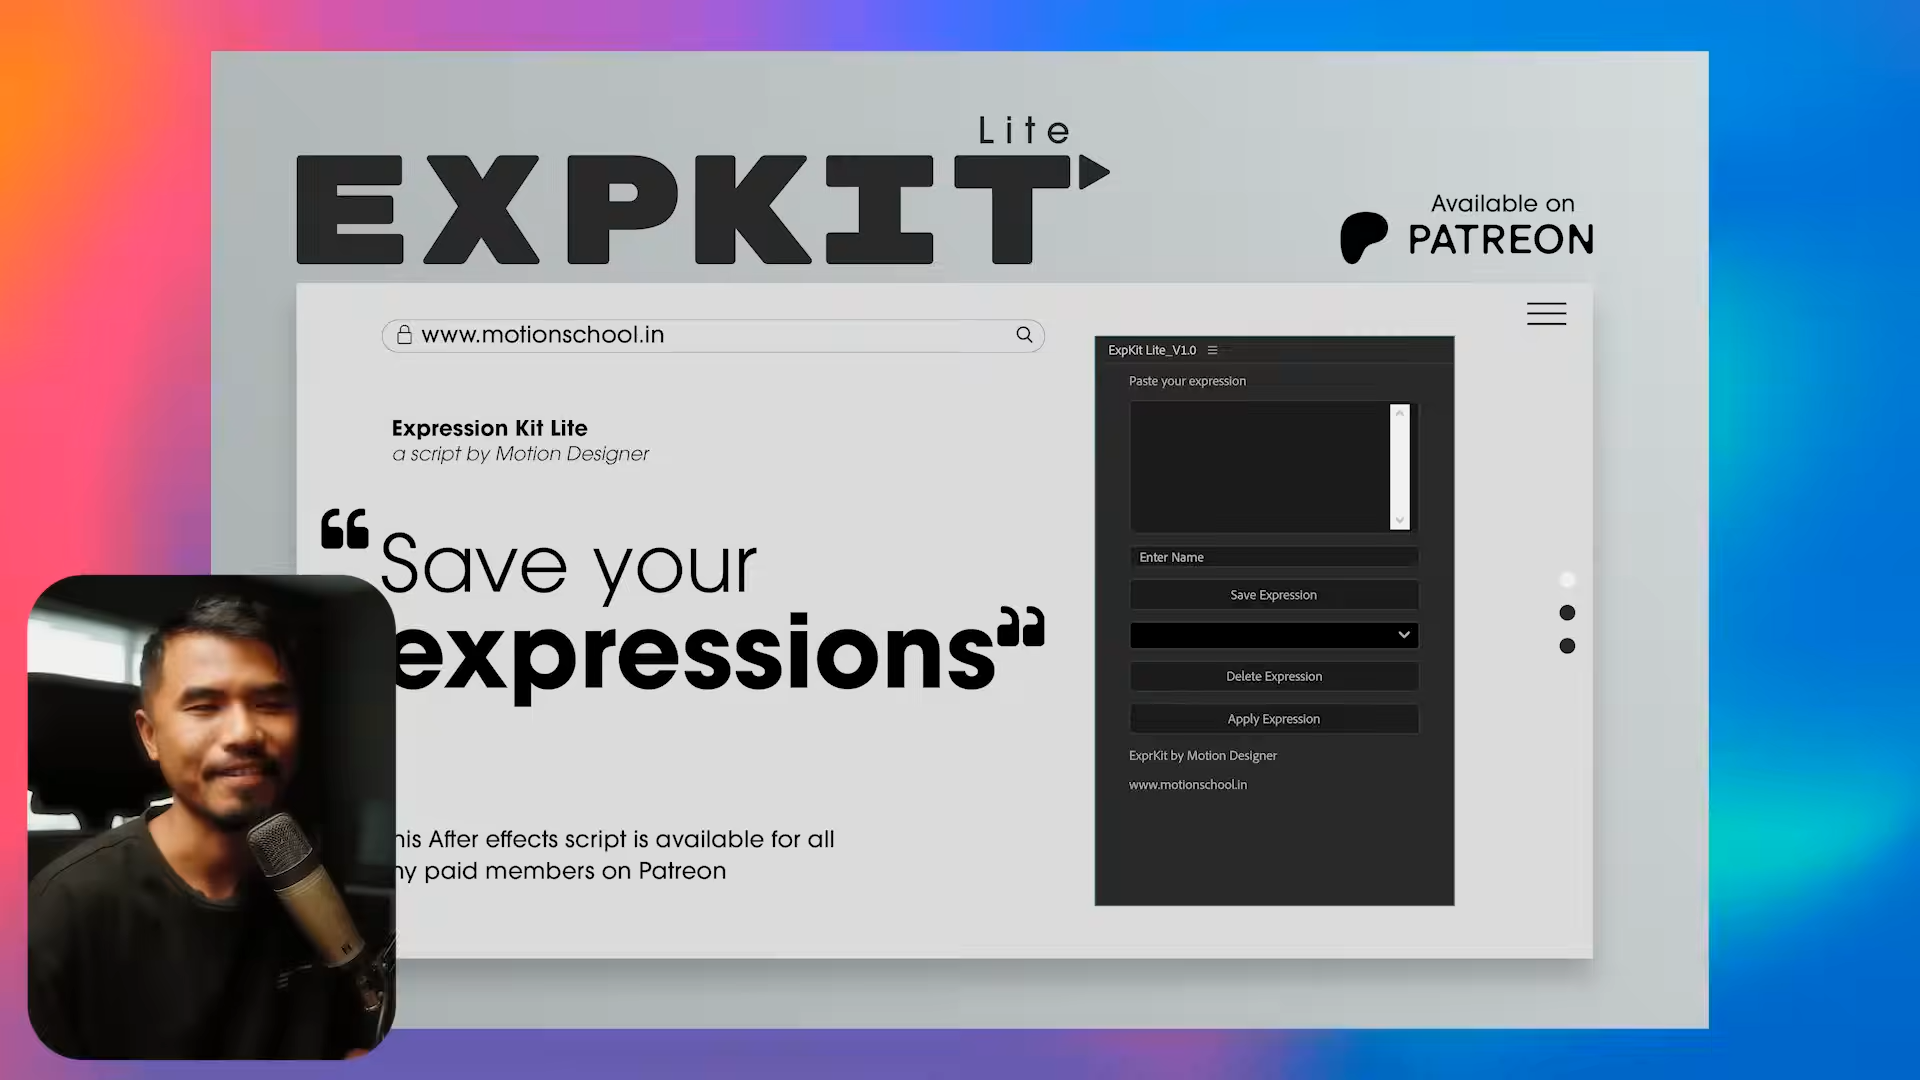 Lite
EXPKIT
Available on
PATREON
www.motionschool.in
Expression Kit Lite
a script by Motion Designer
“Save your
expressions”
his After effects script is available for all
y paid members on Patreon
ExpKit Lite_V1.0
Paste your expression
Enter Name
Save Expression
Delete Expression
Apply Expression
ExprKit by Motion Designer
www.motionschool.in